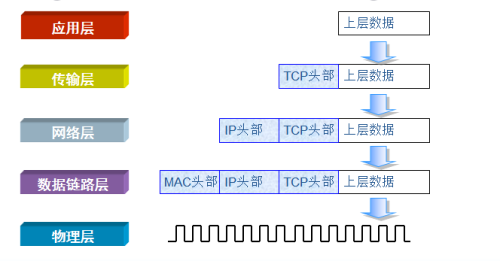 应用层 上层数据
传输层 TCP头部 上层数据
网络层 IP头部 TCP头部 上层数据
数据链路层 MAC头部 IP头部 TCP头部 上层数据
物理层